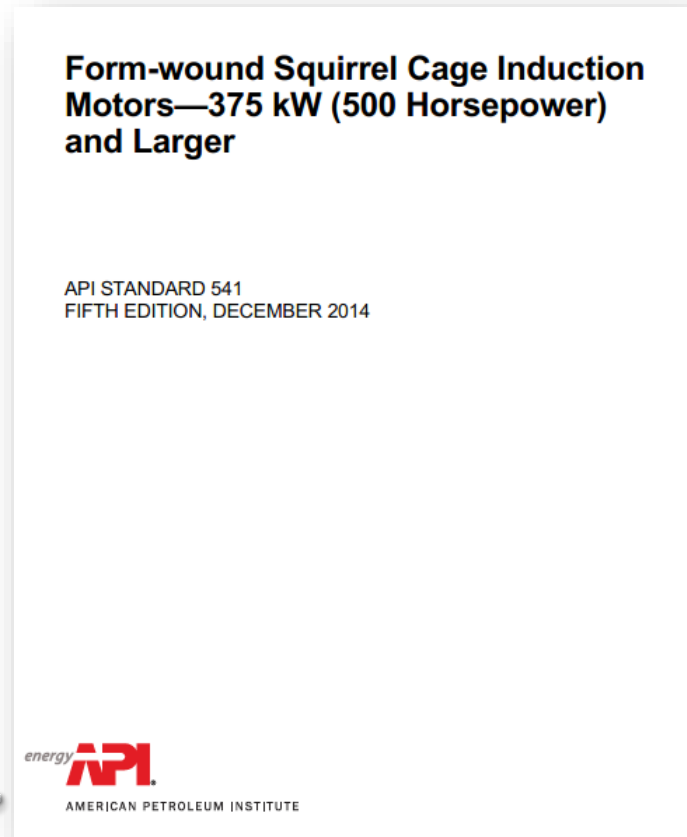 Form-wound Squirrel Cage Induction
Motors—375 kW (500 Horsepower)
and Larger
API STANDARD 541
FIFTH EDITION, DECEMBER 2014
energy API.
AMERICAN PETROLEUM INSTITUTE